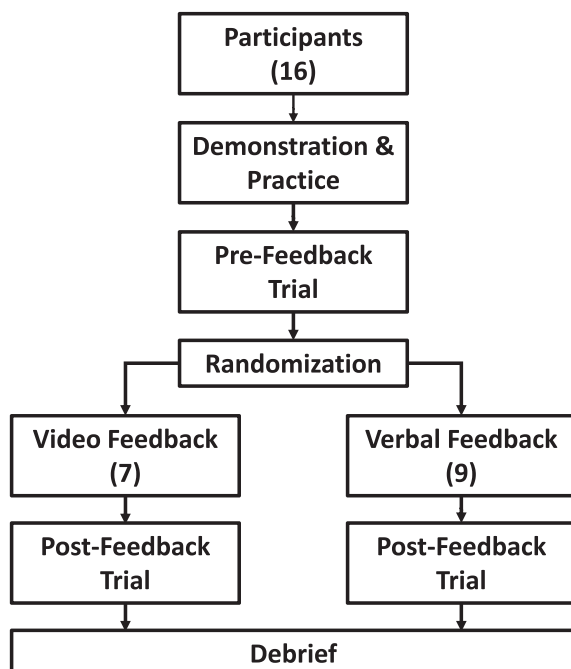 Participants
(16)
Demonstration &
Practice
Pre-Feedback
Trial
Randomization
Video Feedback
(7)
Verbal Feedback
(9)
Post-Feedback
Trial
Post-Feedback
Trial
Debrief